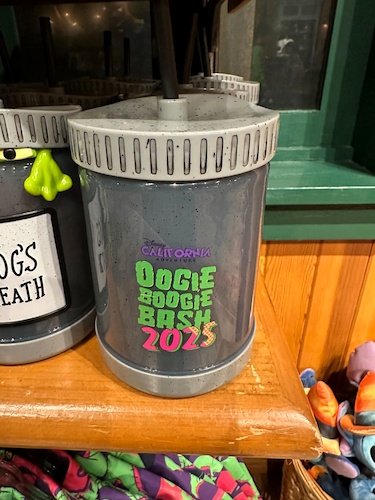 Disney
CALIFORNIA
ADVENTURE
OOGIE
BOOGIE
BASH
2025
OG'S
EATH